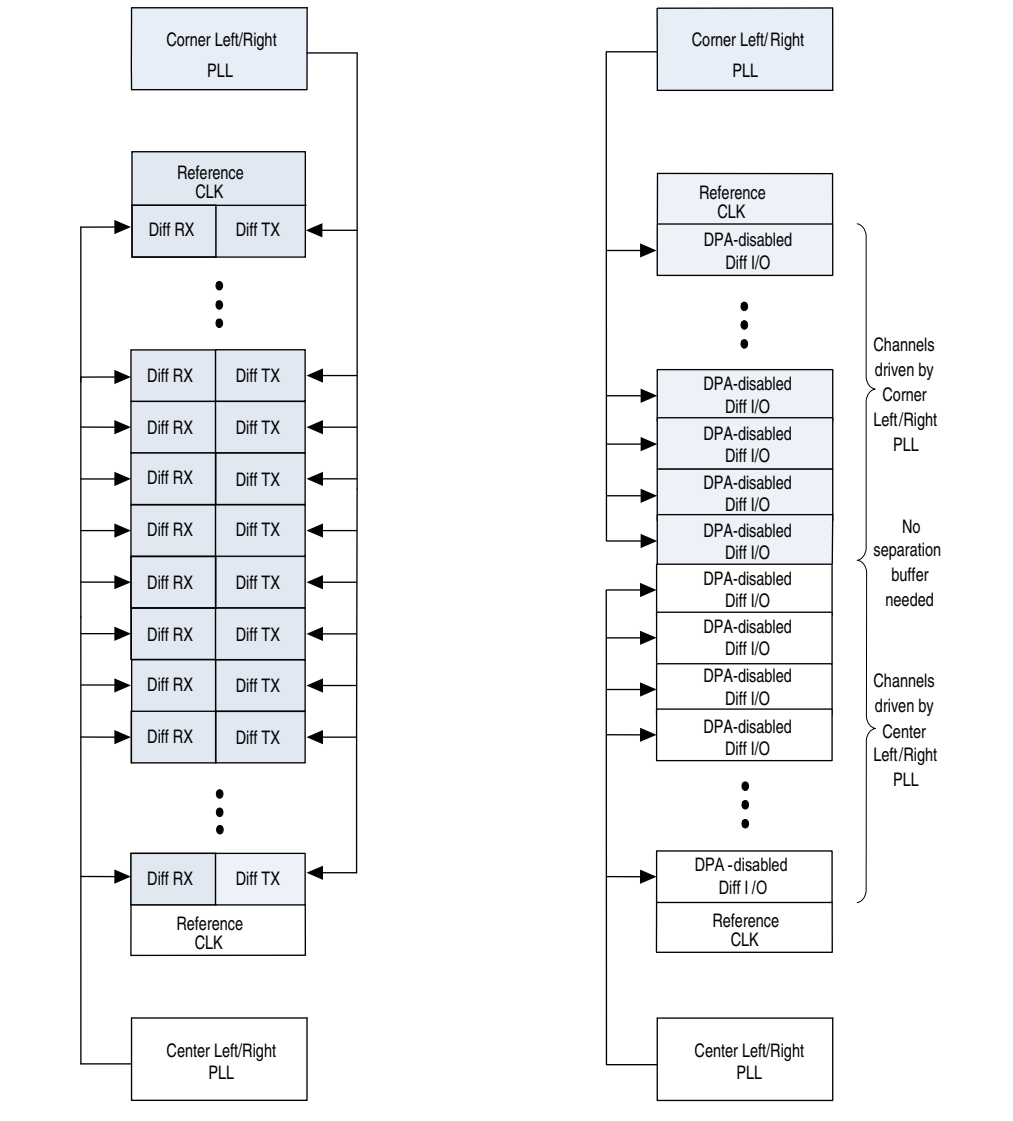 Corner Left/Right
PLL
Reference
CLK
Diff RX
Diff TX
Diff RX
Diff TX
Diff RX
Diff TX
Diff RX
Diff TX
Diff RX
Diff TX
Diff RX
Diff TX
Diff RX
Diff TX
Diff RX
Diff TX
Diff RX
Diff TX
Diff RX
Diff TX
Reference
CLK
Center Left/Right
PLL
Corner Left/Right
PLL
Reference
CLK
DPA-disabled
Diff I/O
DPA-disabled
Diff I/O
DPA-disabled
Diff I/O
DPA-disabled
Diff I/O
DPA-disabled
Diff I/O
DPA-disabled
Diff I/O
DPA-disabled
Diff I/O
DPA-disabled
Diff I/O
DPA-disabled
Diff I/O
DPA-disabled
Diff I/O
Reference
CLK
Center Left/Right
PLL
Channels
driven by
Corner
Left/Right
PLL
No
separation
buffer
needed
Channels
driven by
Center
Left/Right
PLL